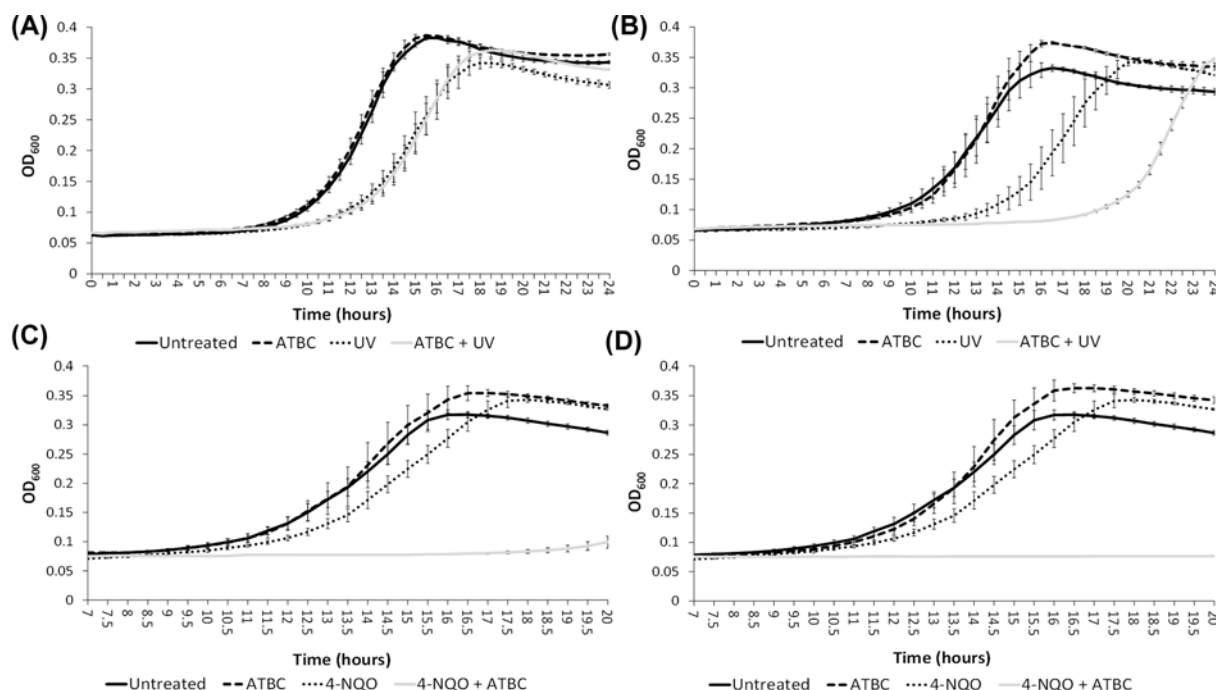 (A)
0.4
0.35
0.3
0.25
0.2
0.15
0.1
0.05
0
OD600
0 1 2 3 4 5 6 7 8 9 10 11 12 13 14 15 16 17 18 19 20 21 22 23 24
Time (hours)
Untreated ATBC UV ATBC + UV
(B)
0.4
0.35
0.3
0.25
0.2
0.15
0.1
0.05
0
OD6000
0 1 2 3 4 5 6 7 8 9 10 11 12 13 14 15 16 17 18 19 20 21 22 23 24
Time (hours)
Untreated ATBC UV ATBC + UV
(C)
0.4
0.35
0.3
0.25
0.2
0.15
0.1
0.05
0
OD600
7 7.5 8 8.5 9 9.5 10 10.5 11 11.5 12 12.5 13 13.5 14 14.5 15 15.5 16 16.5 17 17.5 18 18.5 19 19.5 20
Time (hours)
Untreated ATBC 4-NQO 4-NQO + ATBC
(D)
0.4
0.35
0.3
0.25
0.2
0.15
0.1
0.05
0
OD600
7 7.5 8 8.5 9 9.5 10 10.5 11 11.5 12 12.5 13 13.5 14 14.5 15 15.5 16 16.5 17 17.5 18 18.5 19 19.5 20
Time (hours)
Untreated ATBC 4-NQO 4-NQO + ATBC